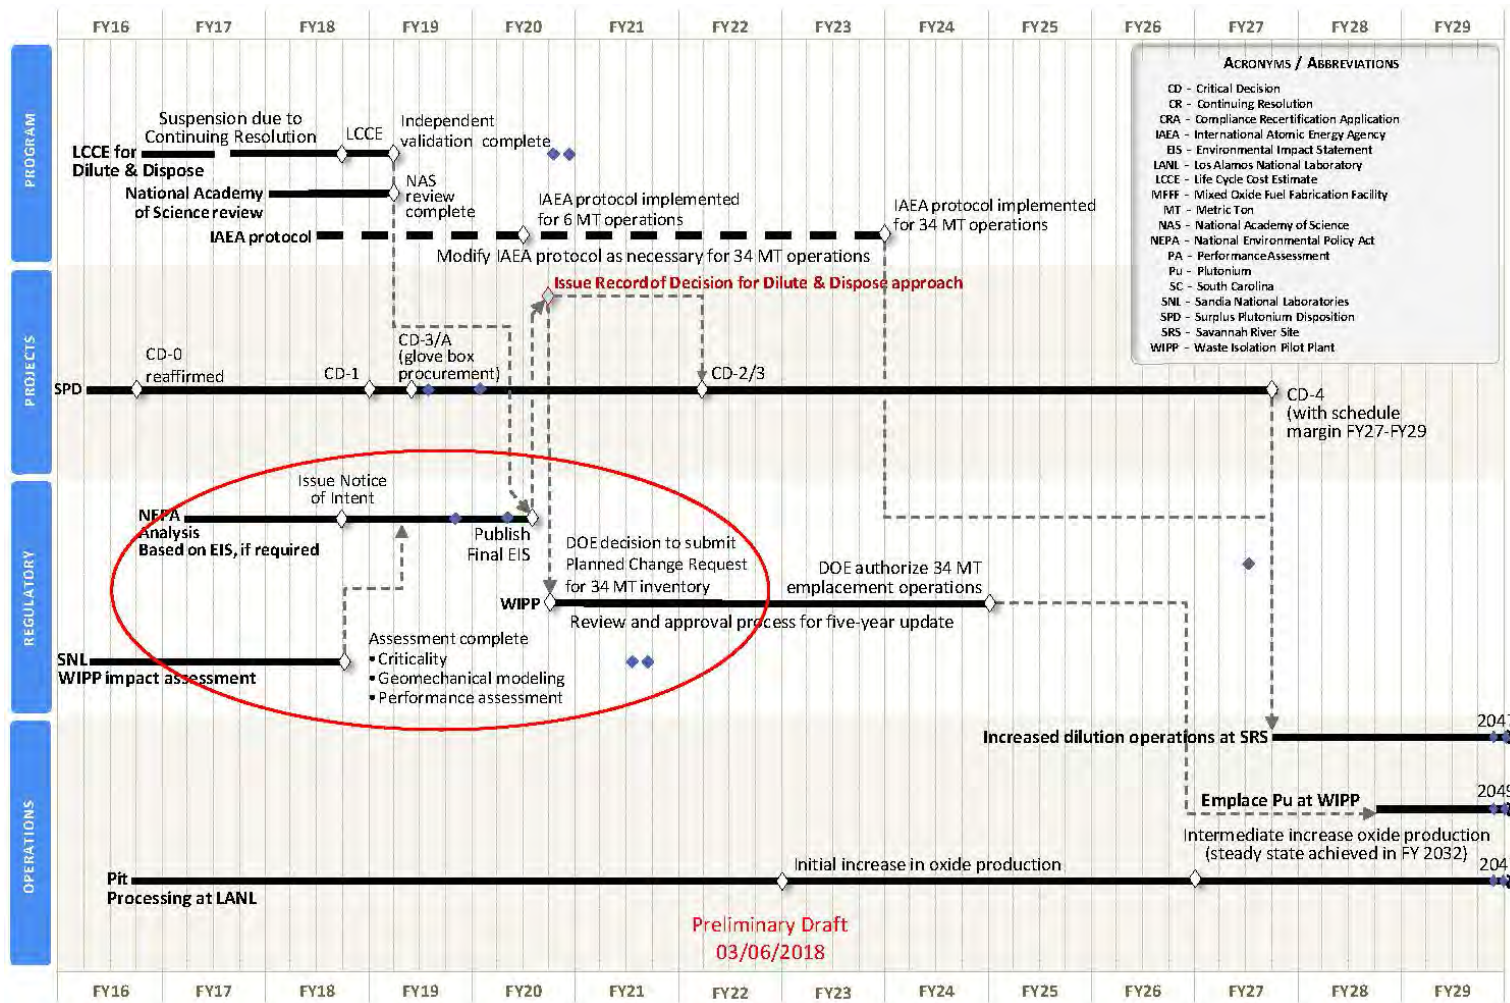 FY16 FY17 FY18 FY19 FY20 FY21 FY22 FY23 FY24 FY25 FY26 FY27 FY28 FY29
PROGRAM
Suspension due to
Continuing Resolution
LCCE
Independent
validation complete
LCCE for
Dilute & Dispose
National Academy
of Science review
NAS
review
complete
IAEA protocol
IAEA protocol implemented
for 6 MT operations
IAEA protocol implemented
for 34 MT operations
Modify IAEA protocol as necessary for 34 MT operations
ACRONYMS / ABBREVIATIONS
CD - Critical Decision
CR - Continuing Resolution
CRA - Compliance Recertification Application
IAEA - International Atomic Energy Agency
EIS - Environmental Impact Statement
LANL - Los Alamos National Laboratory
LCCE - Life Cycle Cost Estimate
MFFF - Mixed Oxide Fuel Fabrication Facility
MT - Metric Ton
NAS - National Academy of Science
NEPA - National Environmental Policy Act
PA - Performance Assessment
Pu - Plutonium
SC - South Carolina
SNL - Sandia National Laboratories
SPD - Surplus Plutonium Disposition
SRS - Savannah River Site
WIPP - Waste Isolation Pilot Plant
PROJECTS
Issue Record of Decision for Dilute & Dispose approach
SPD
CD-0
reaffirmed
CD-1
CD-3/A
(glove box
procurement)
CD-2/3
CD-4
(with schedule
margin FY27-FY29
REGULATORY
Issue Notice
of Intent
NEPA
Analysis
Based on EIS, if required
Publish
Final EIS
DOE decision to submit
Planned Change Request
for 34 MT inventory
DOE authorize 34 MT
emplacement operations
WIPP
Review and approval process for five-year update
SNL
WIPP impact assessment
Assessment complete
• Criticality
• Geomechanical modeling
• Performance assessment
OPERATIONS
Increased dilution operations at SRS
2047
Emplace Pu at WIPP
2049
Intermediate increase oxide production
(steady state achieved in FY 2032)
Pit
Processing at LANL
Initial increase in oxide production
204
Preliminary Draft
03/06/2018
FY16 FY17 FY18 FY19 FY20 FY21 FY22 FY23 FY24 FY25 FY26 FY27 FY28 FY29